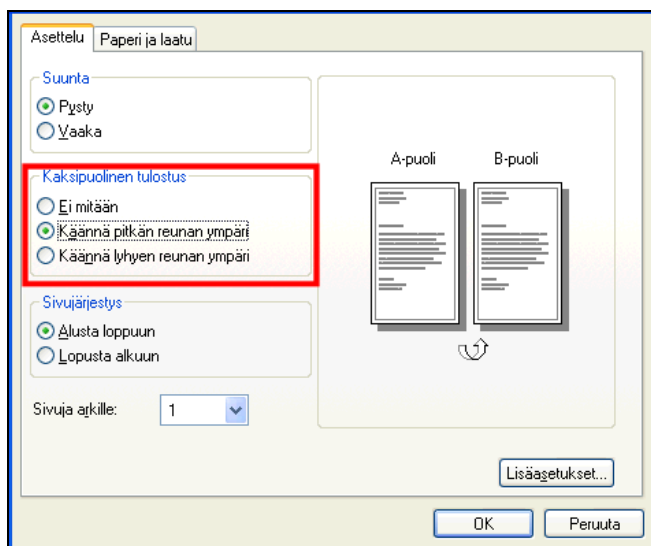 Asettelu
Paperi ja laatu
Suunta
Pysty
Vaaka
Kaksipuolinen tulostus
Ei mitään
Käännä pitkän reunan ympäri
Käännä lyhyen reunan ympäri
Sivujärjestys
Alusta loppuun
Lopusta alkuun
Sivuja arkille:
1
A-puoli
B-puoli
Lisäasetukset...
OK
Peruuta